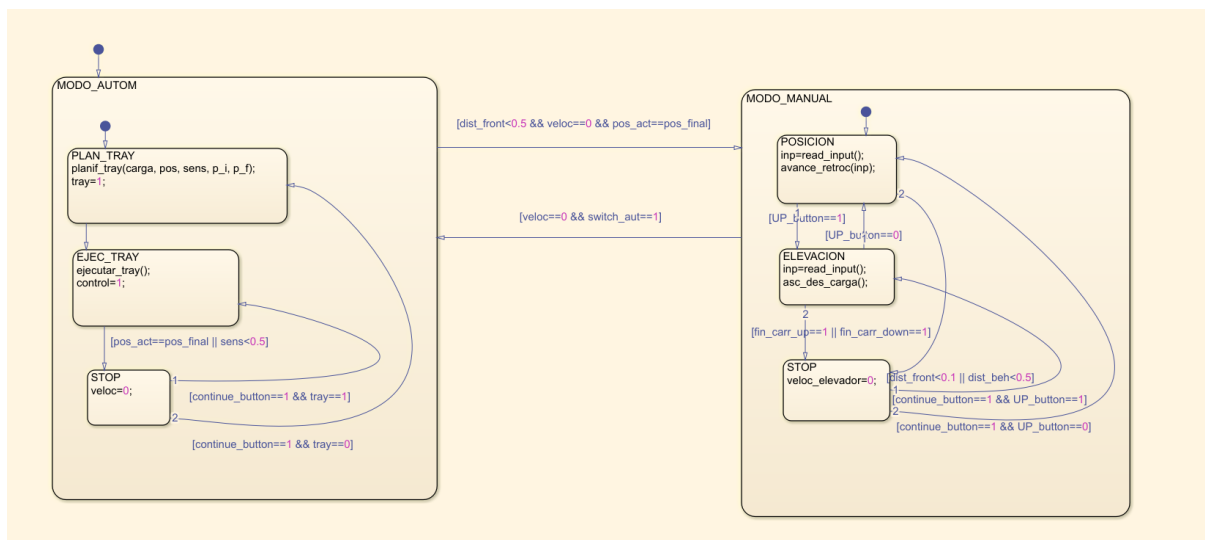 MODO_AUTOM
PLAN_TRAY
planif_tray(carga, pos, sens, p_i, p_f);
tray=1;
EJEC_TRAY
ejecutar_tray();
control=1;
[pos_act==pos_final || sens<0.5]
STOP
veloc=0;
1
[continue_button==1 && tray==1]
2
[continue_button==1 && tray==0]
[dist_front<0.5 && veloc==0 && pos_act==pos_final]
[veloc==0 && switch_aut==1]
MODO_MANUAL
POSICION
inp=read_input();
avance_retroc(inp);
2
1
[UP_button==1]
[UP_button==0]
ELEVACION
inp=read_input();
asc_des_carga();
2
[fin_carr_up==1 || fin_carr_down==1]
STOP
veloc_elevador=0;
[dist_front<0.1 || dist_beh<0.5]
1
[continue_button==1 && UP_button==1]
2
[continue_button==1 && UP_button==0]